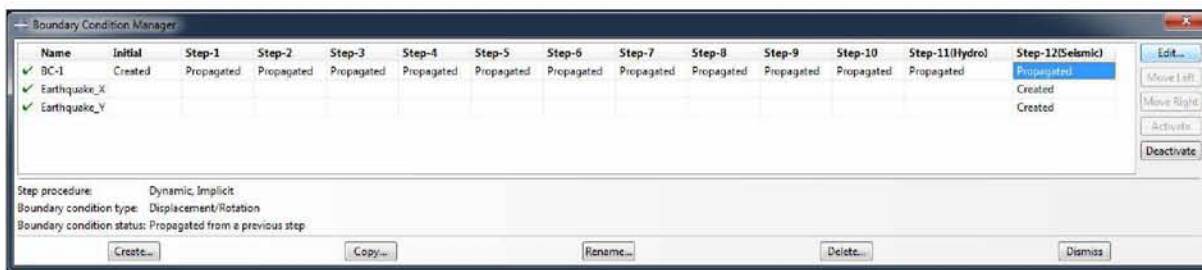 Boundary Condition Manager
Name Initial Step-1 Step-2 Step-3 Step-4 Step-5 Step-6 Step-7 Step-8 Step-9 Step-10 Step-11(Hydro) Step-12(Seismic) Edit...
BC-1 Created Propagated Propagated Propagated Propagated Propagated Propagated Propagated Propagated Propagated Propagated Propagated Propagated Move Left
Earthquake_X Created Move Right
Earthquake_Y Created Activate
Deactivate
Step procedure: Dynamic, Implicit
Boundary condition type: Displacement/Rotation
Boundary condition status: Propagated from a previous step
Create... Copy... Rename... Delete... Dismiss